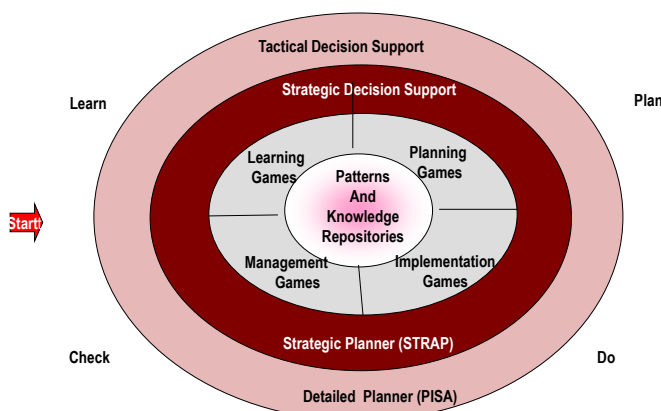 Tactical Decision Support
Strategic Decision Support
Learn
Plan
Learning
Games
Planning
Games
Patterns
And
Knowledge
Repositories
Start
Management
Games
Implementation
Games
Strategic Planner (STRAP)
Check
Do
Detailed Planner (PISA)